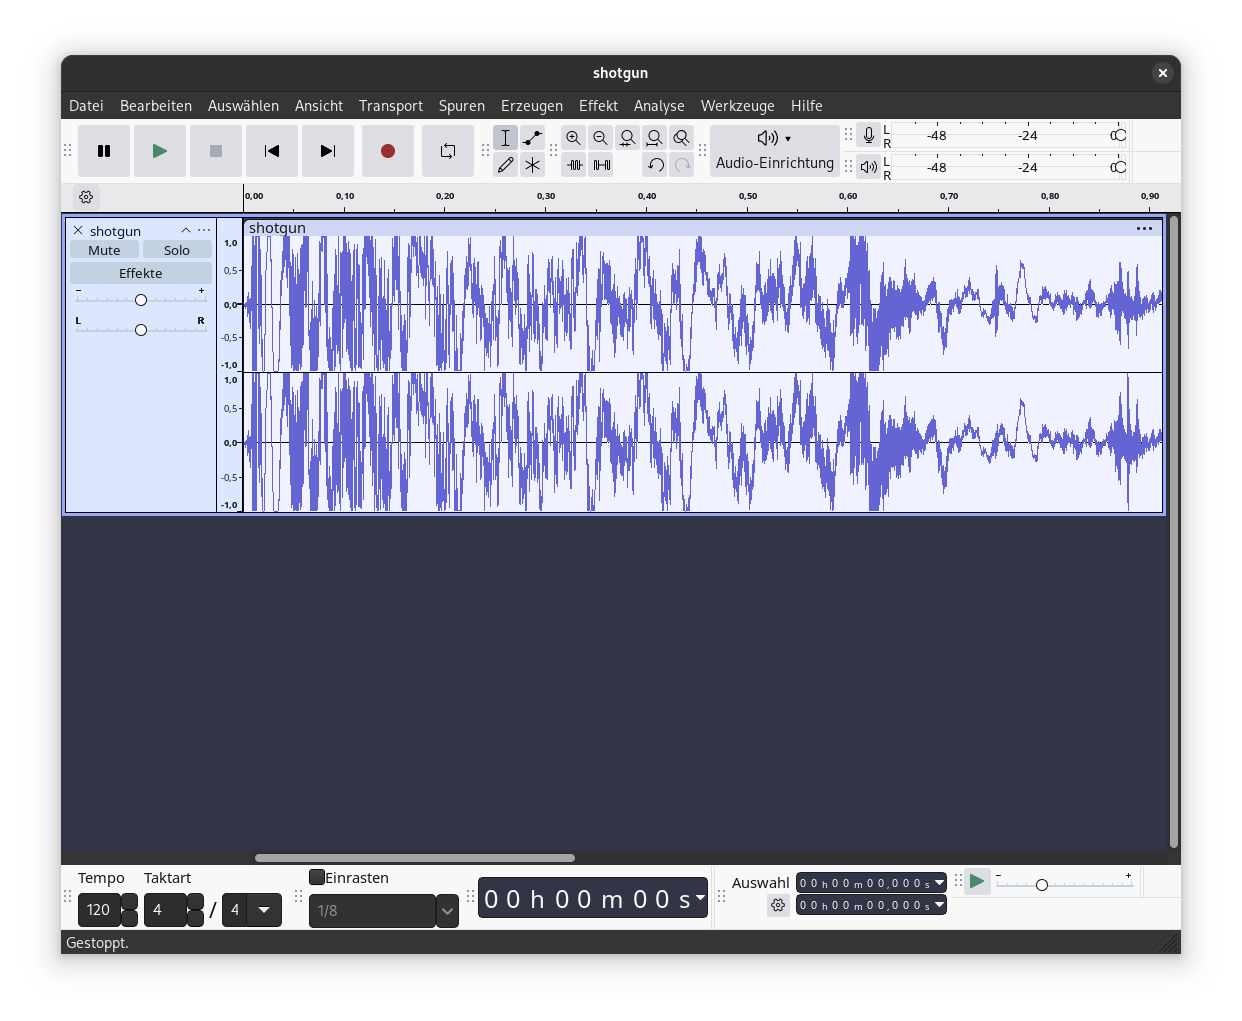 shotgun
Datei Bearbeiten Auswählen Ansicht Transport Spuren Erzeugen Effekt Analyse Werkzeuge Hilfe
Audio-Einrichtung
L R -48 -24 0
L R -48 -24 0
0,00 0,10 0,20 0,30 0,40 0,50 0,60 0,70 0,80 0,90
shotgun
Mute Solo
Effekte
- +
L R
shotgun
1,0
0,5
0,0
-0,5
-1,0
1,0
0,5
0,0
-0,5
-1,0
Tempo Taktart
120 4 / 4
Einrasten
1/8
00 h 00 m 00 s
Auswahl
00 h 00 m 00,000 s
00 h 00 m 00,000 s
- +
Gestoppt.